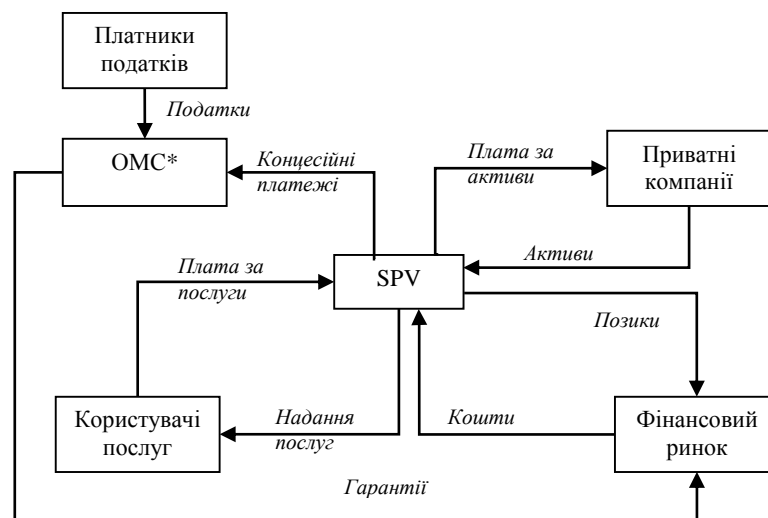 Платники
податків
Податки
ОМС*
Концесійні
платежі
Плата за
активи
Приватні
компанії
Активи
Плата за
послуги
SPV
Позики
Користувачі
послуг
Надання
послуг
Кошти
Фінансовий
ринок
Гарантії